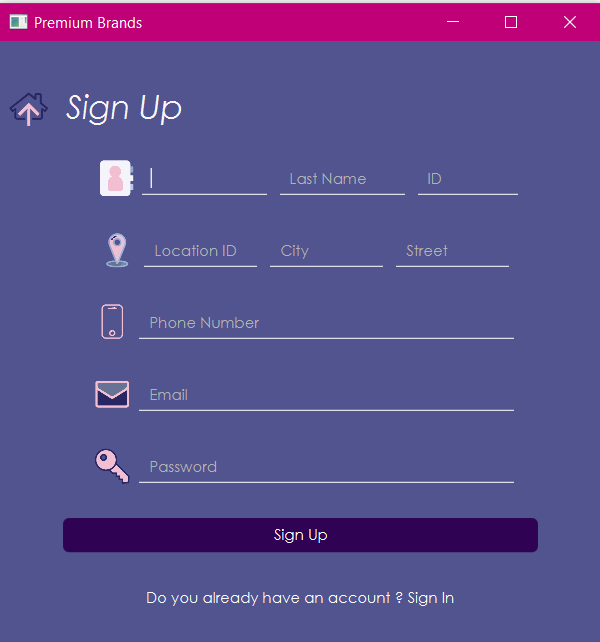 Premium Brands
Sign Up
Last Name ID
Location ID City Street
Phone Number
Email
Password
Sign Up
Do you already have an account ? Sign In